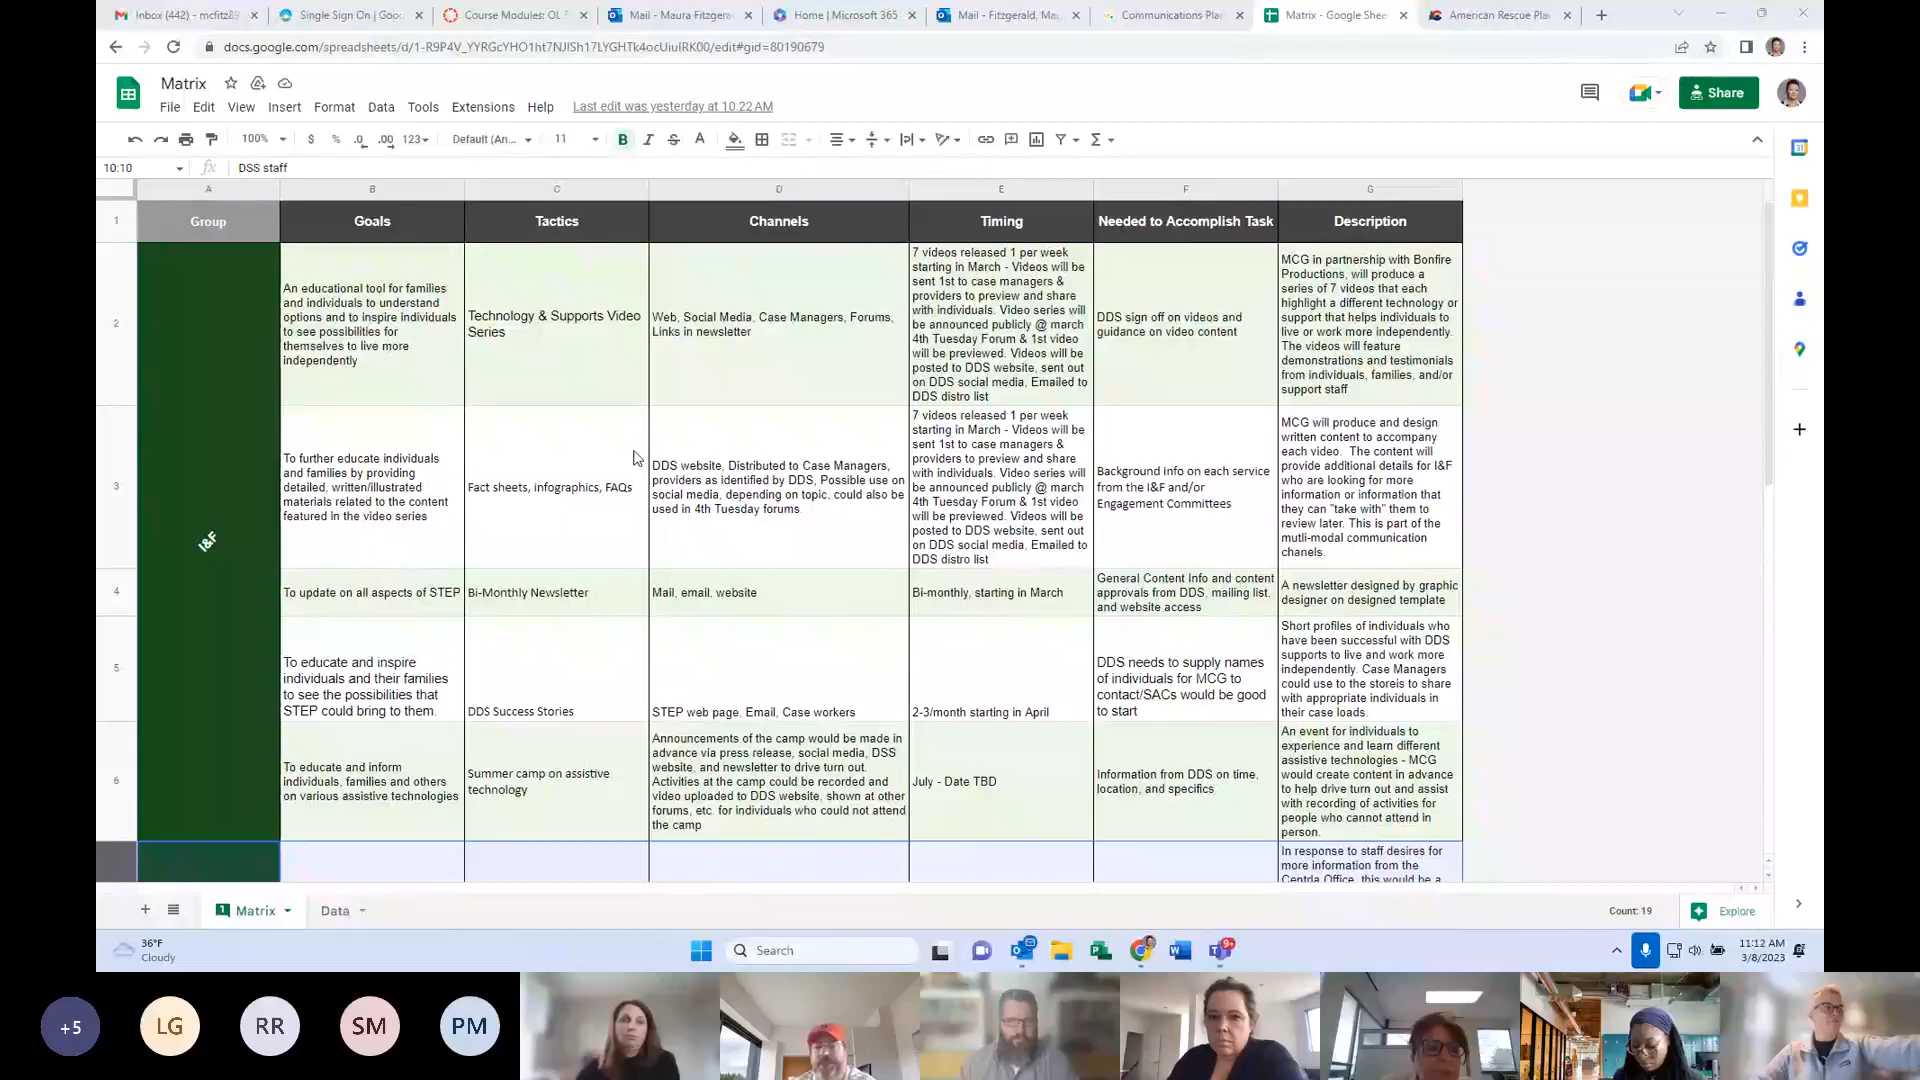 Inbox (442) - mcfitz89
Single Sign On | Goo
Course Modules: OL
Mail - Maura Fitzgeral
Home | Microsoft 365
Mail - Fitzgerald, Mau
Communications Plan
Matrix - Google Shee
American Rescue Plan
docs.google.com/spreadsheets/d/1-R9P4V_YYRGcYHO1ht7NJISh17LYGHTk4ocUiuIRK00/edit#gid=80190679
Matrix
File Edit View Insert Format Data Tools Extensions Help Last edit was yesterday at 10:22 AM
Share
100% $ % .0 .00 123 Default (Ari... 11 B I S A
10:10 fx DSS staff
A B C D E F G
1 Group Goals Tactics Channels Timing Needed to Accomplish Task Description
I&F
2
An educational tool for families
and individuals to understand
options and to inspire individuals
to see possibilities for
themselves to live more
independently
Technology & Supports Video
Series
Web, Social Media, Case Managers, Forums,
Links in newsletter
7 videos released 1 per week
starting in March - Videos will be
sent 1st to case managers &
providers to preview and share
with individuals. Video series will
be announced publicly @ march
4th Tuesday Forum & 1st video
will be previewed. Videos will be
posted to DDS website, sent out
on DDS social media, Emailed to
DDS distro list
DDS sign off on videos and
guidance on video content
MCG in partnership with Bonfire
Productions, will produce a
series of 7 videos that each
highlight a different technology or
support that helps individuals to
live or work more independently.
The videos will feature
demonstrations and testimonials
from individuals, families, and/or
support staff
3
To further educate individuals
and families by providing
detailed, written/illustrated
materials related to the content
featured in the video series
Fact sheets, infographics, FAQs
DDS website, Distributed to Case Managers,
providers as identified by DDS, Possible use on
social media, depending on topic, could also be
used in 4th Tuesday forums.
7 videos released 1 per week
starting in March - Videos will be
sent 1st to case managers &
providers to preview and share
with individuals. Video series will
be announced publicly @ march
4th Tuesday Forum & 1st video
will be previewed. Videos will be
posted to DDS website, sent out
on DDS social media, Emailed to
DDS distro list
Background info on each service
from the I&F and/or
Engagement Committees
MCG will produce and design
written content to accompany
each video. The content will
provide additional details for I&F
who are looking for more
information or information that
they can "take with" them to
review later. This is part of the
mutli-modal communication
chanels.
4
To update on all aspects of STEP
Bi-Monthly Newsletter
Mail, email, website
Bi-monthly, starting in March
General Content Info and content
approvals from DDS, mailing list,
and website access
A newsletter designed by graphic
designer on designed template
5
To educate and inspire
individuals and their families
to see the possibilities that
STEP could bring to them.
DDS Success Stories
STEP web page, Email, Case workers
2-3/month starting in April
DDS needs to supply names
of individuals for MCG to
contact/SACs would be good
to start
Short profiles of individuals who
have been successful with DDS
supports to live and work more
independently. Case Managers
could use to the storeis to share
with appropriate individuals in
their case loads.
6
To educate and inform
individuals, families and others
on various assistive technologies
Summer camp on assistive
technology
Announcements of the camp would be made in
advance via press release, social media, DSS
website, and newsletter to drive turn out.
Activities at the camp could be recorded and
video uploaded to DDS website, shown at other
forums, etc. for individuals who could not attend
the camp
July - Date TBD
Information from DDS on time,
location, and specifics
An event for individuals to
experience and learn different
assistive technologies - MCG
would create content in advance
to help drive turn out and assist
with recording of activities for
people who cannot attend in
person.
In response to staff desires for
more information from the
Centrla Office, this would be a
1 Matrix Data Count: 19 Explore
36°F
Cloudy
Search
9+
11:12 AM
3/8/2023
+5 LG RR SM PM